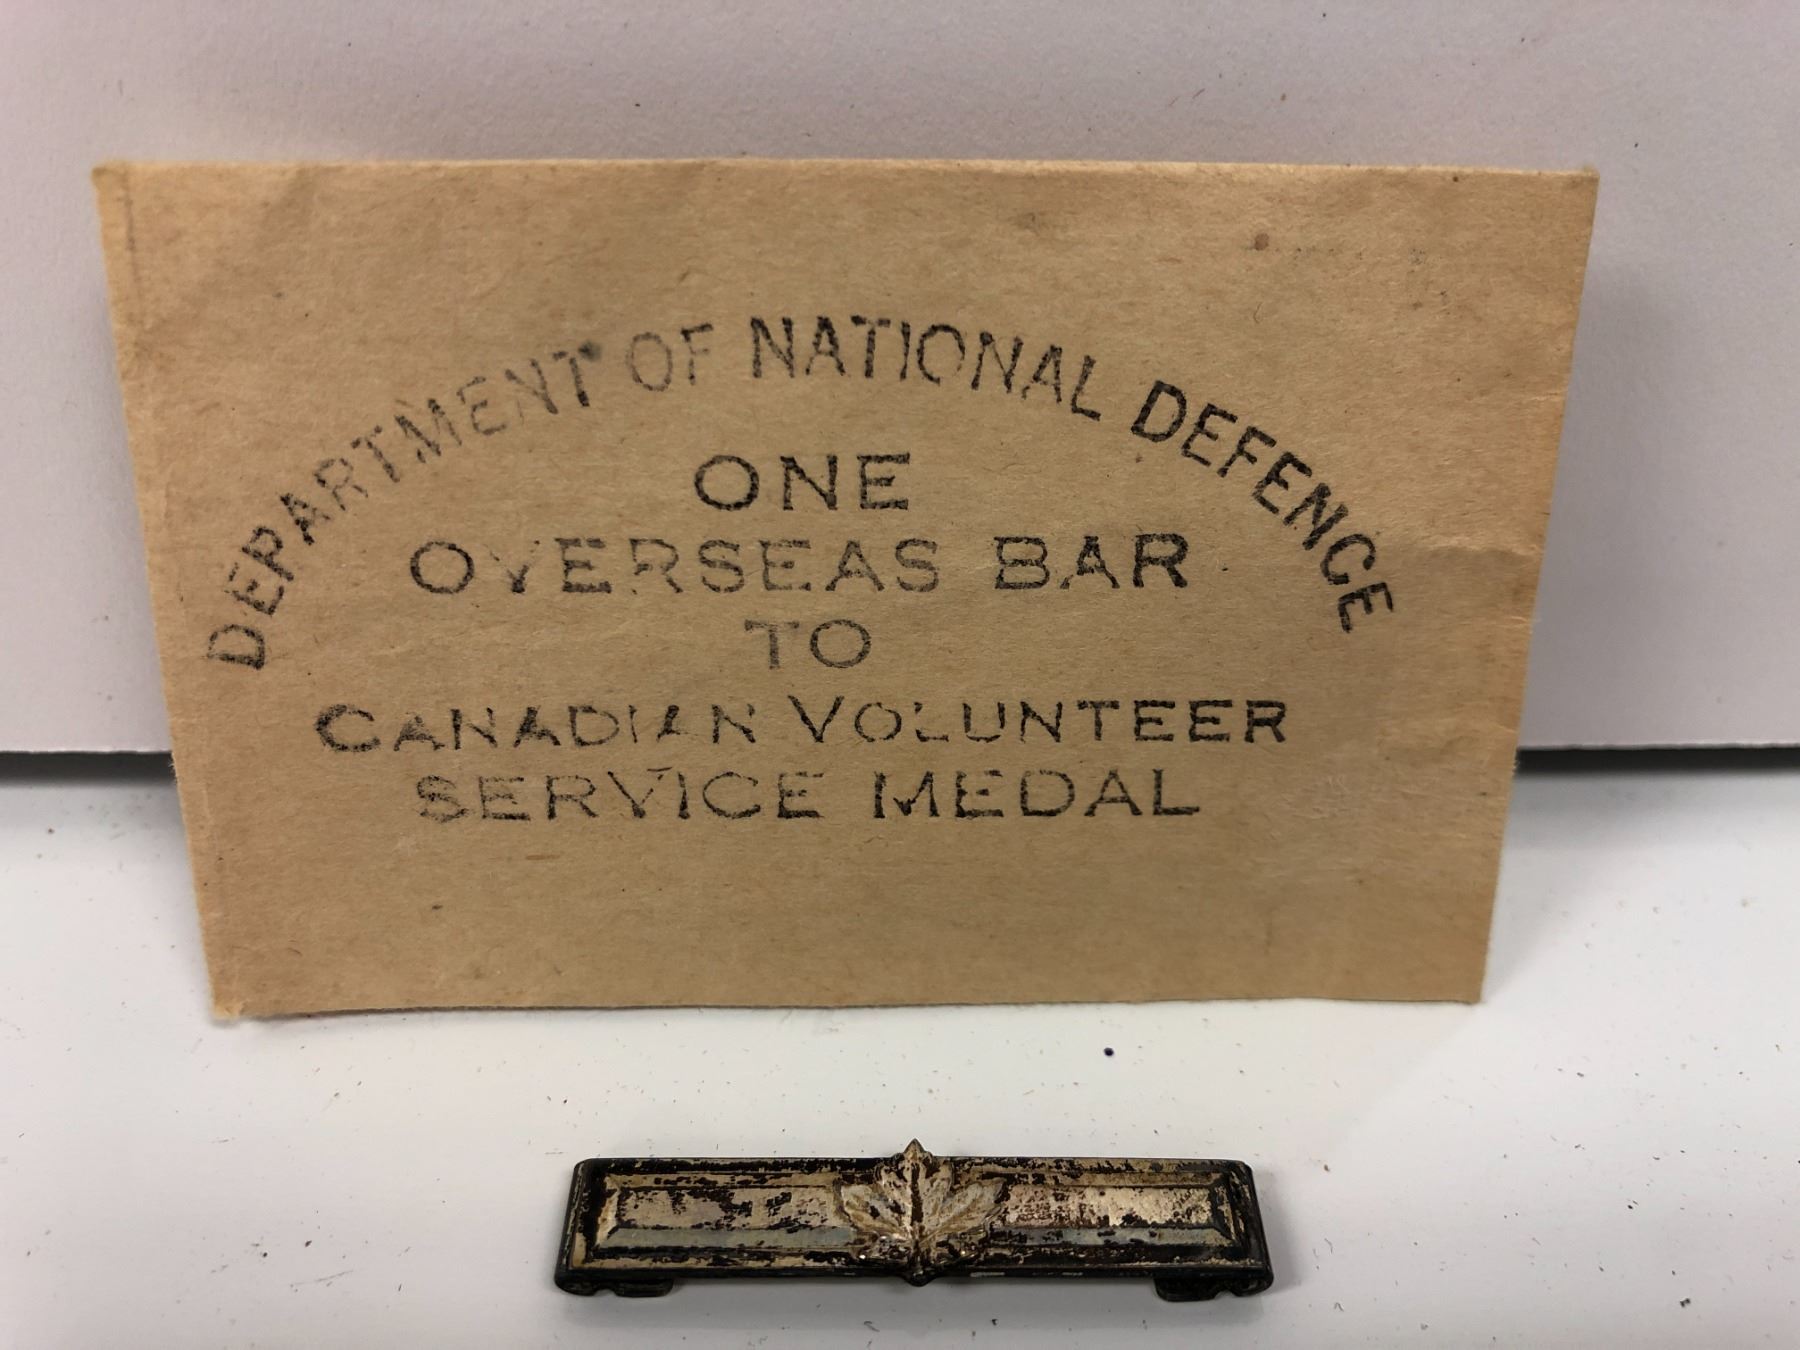 DEPARTMENT OF NATIONAL DEFENCE
ONE
OVERSEAS BAR
TO
CANADIAN VOLUNTEER
SERVICE MEDAL